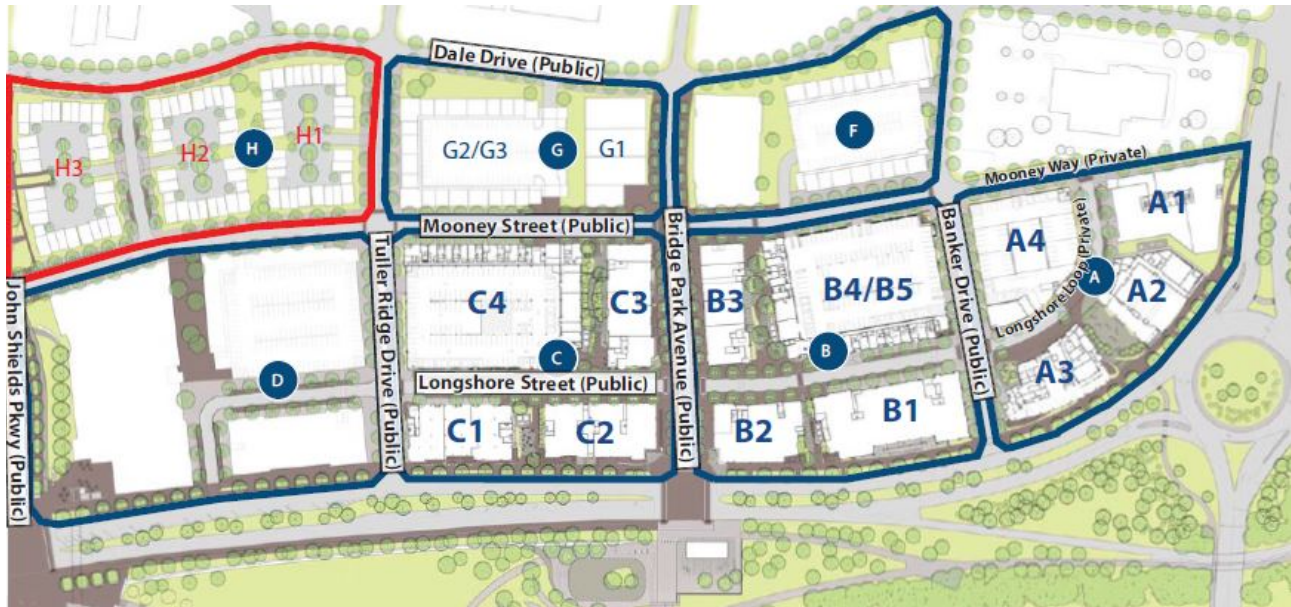 Dale Drive (Public)
H1
H
H2
H3
G2/G3
G
G1
F
Mooney Way (Private)
Mooney Street (Public)
A1
A4
Longshore Loop (Private)
A
A2
A3
John Shields Pkwy (Public)
Tuller Ridge Drive (Public)
Bridge Park Avenue (Public)
Banker Drive (Public)
D
C4
C3
C
B3
B4/B5
B
Longshore Street (Public)
C1
C2
B2
B1